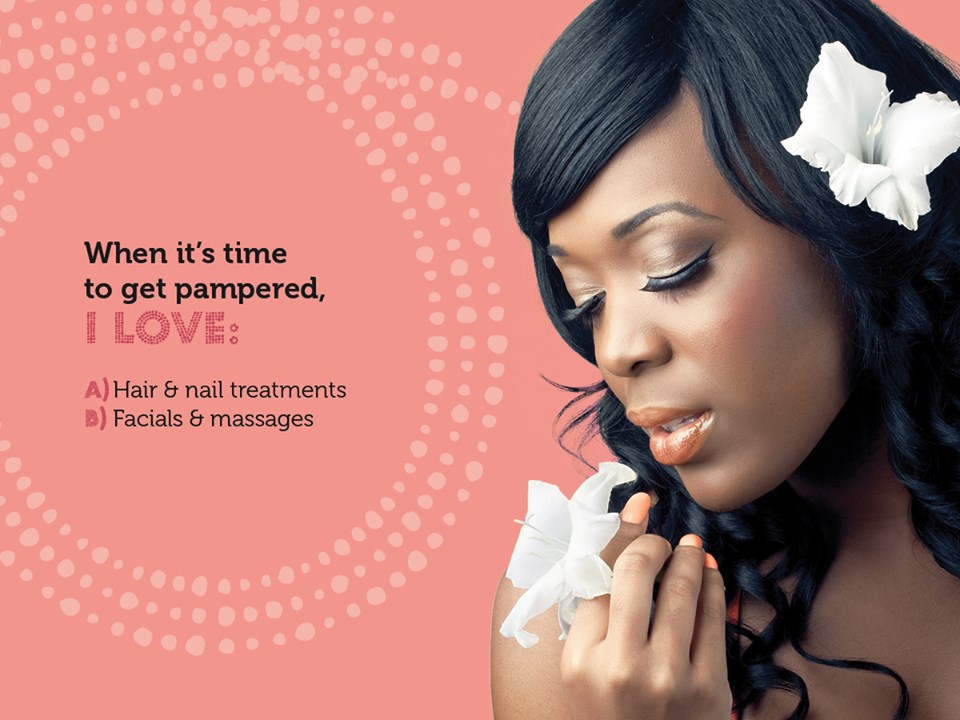 When it’s time
to get pampered,
I LOVE:
A) Hair & nail treatments
B) Facials & massages